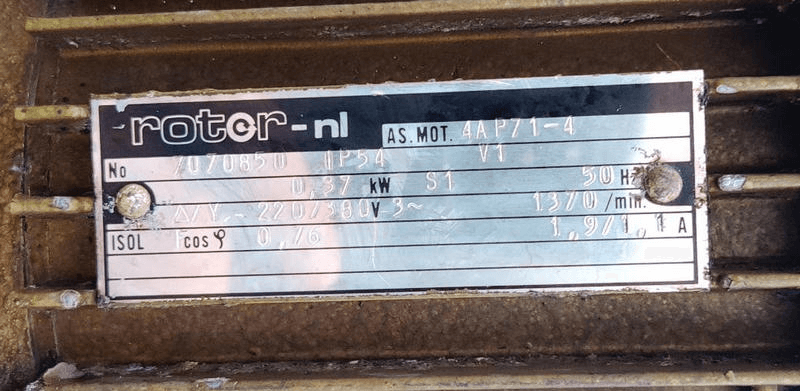 rotor-nl AS.MOT. 4AP71-4
No 7070850 IP54 V1
0,37 kW S1 50 Hz
Δ/Y - 220/380 V 3~ 1370 /min.
ISOL F cos φ 0,76 1,9/1,1 A